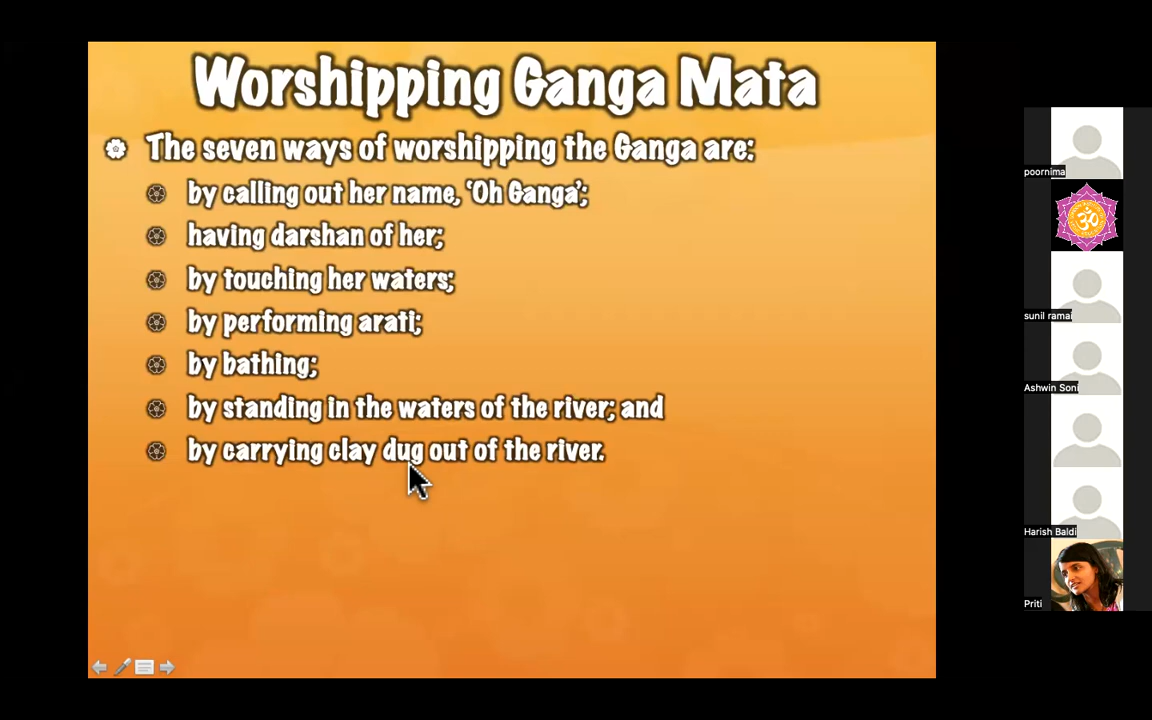 Worshipping Ganga Mata
The seven ways of worshipping the Ganga are:
by calling out her name, ‘Oh Ganga’;
having darshan of her;
by touching her waters;
by performing arati;
by bathing;
by standing in the waters of the river; and
by carrying clay dug out of the river.
poornima
ॐ
sunil ramai
Ashwin Soni
Harish Baldi
Priti